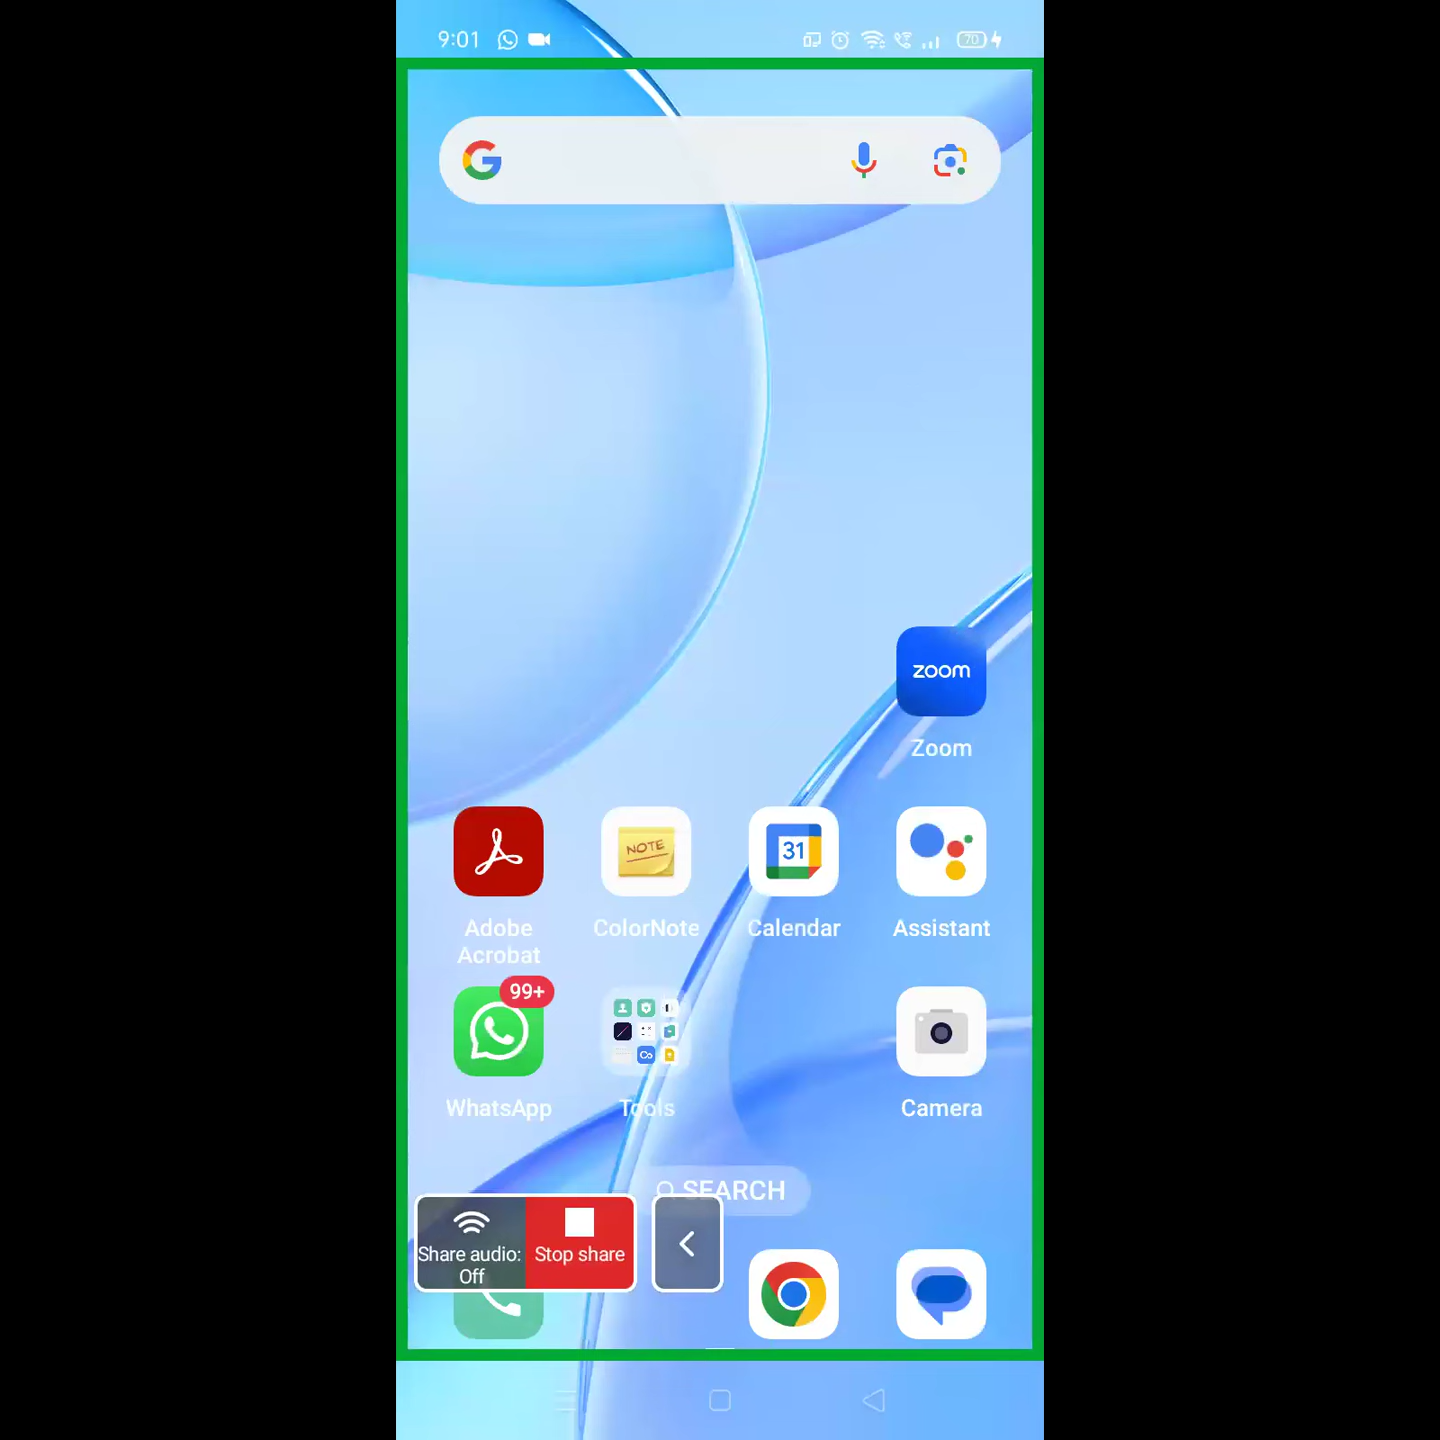 9:01
70
zoom
Zoom
NOTE
31
Adobe
Acrobat
ColorNote
Calendar
Assistant
99+
WhatsApp
Tools
Camera
SEARCH
Share audio:
Off
Stop share